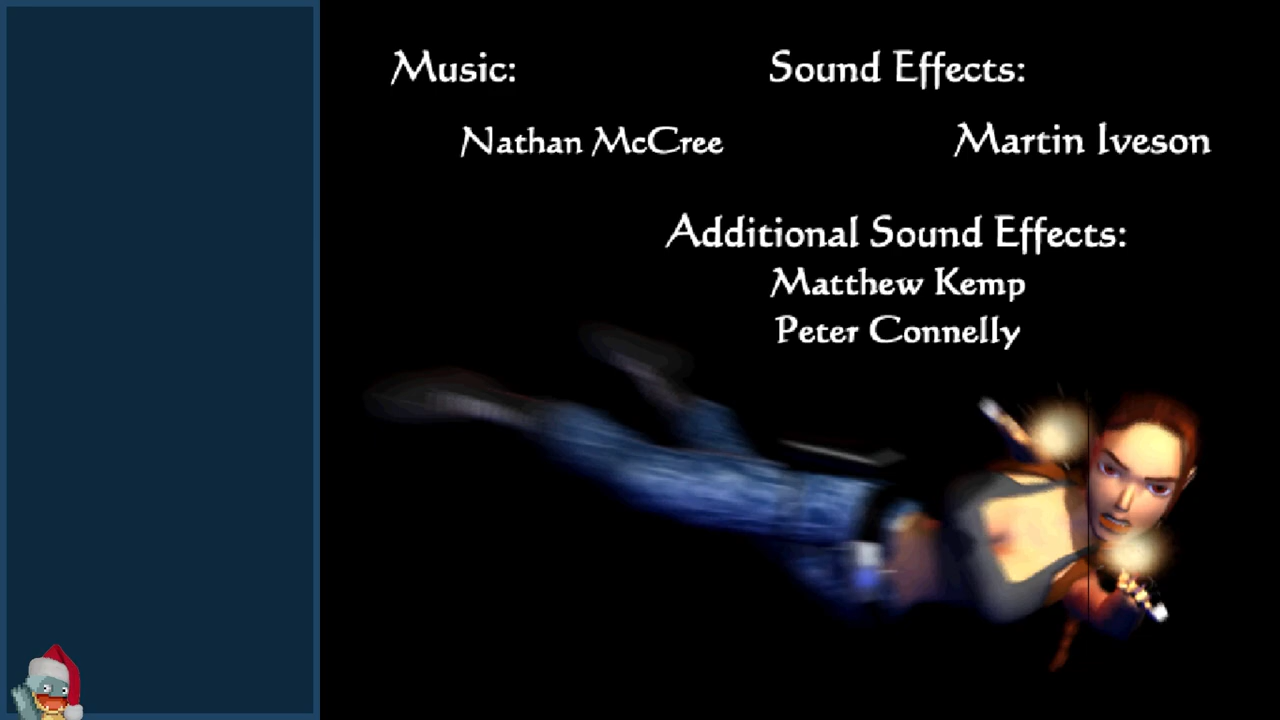 Music:
Nathan McCree
Sound Effects:
Martin Iveson
Additional Sound Effects:
Matthew Kemp
Peter Connelly